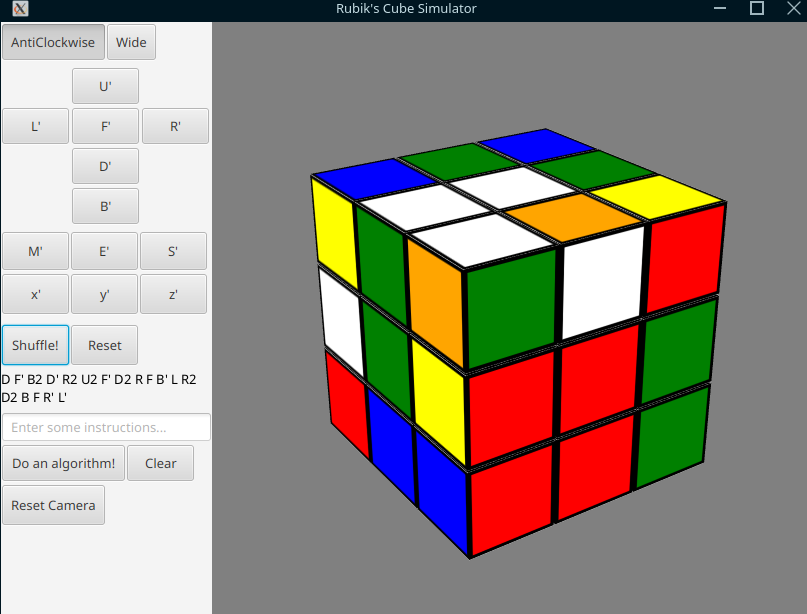 Rubik's Cube Simulator
AntiClockwise Wide
U'
L' F' R'
D'
B'
M' E' S'
x' y' z'
Shuffle! Reset
D F' B2 D' R2 U2 F' D2 R F B' L R2
D2 B F R' L'
Enter some instructions...
Do an algorithm! Clear
Reset Camera